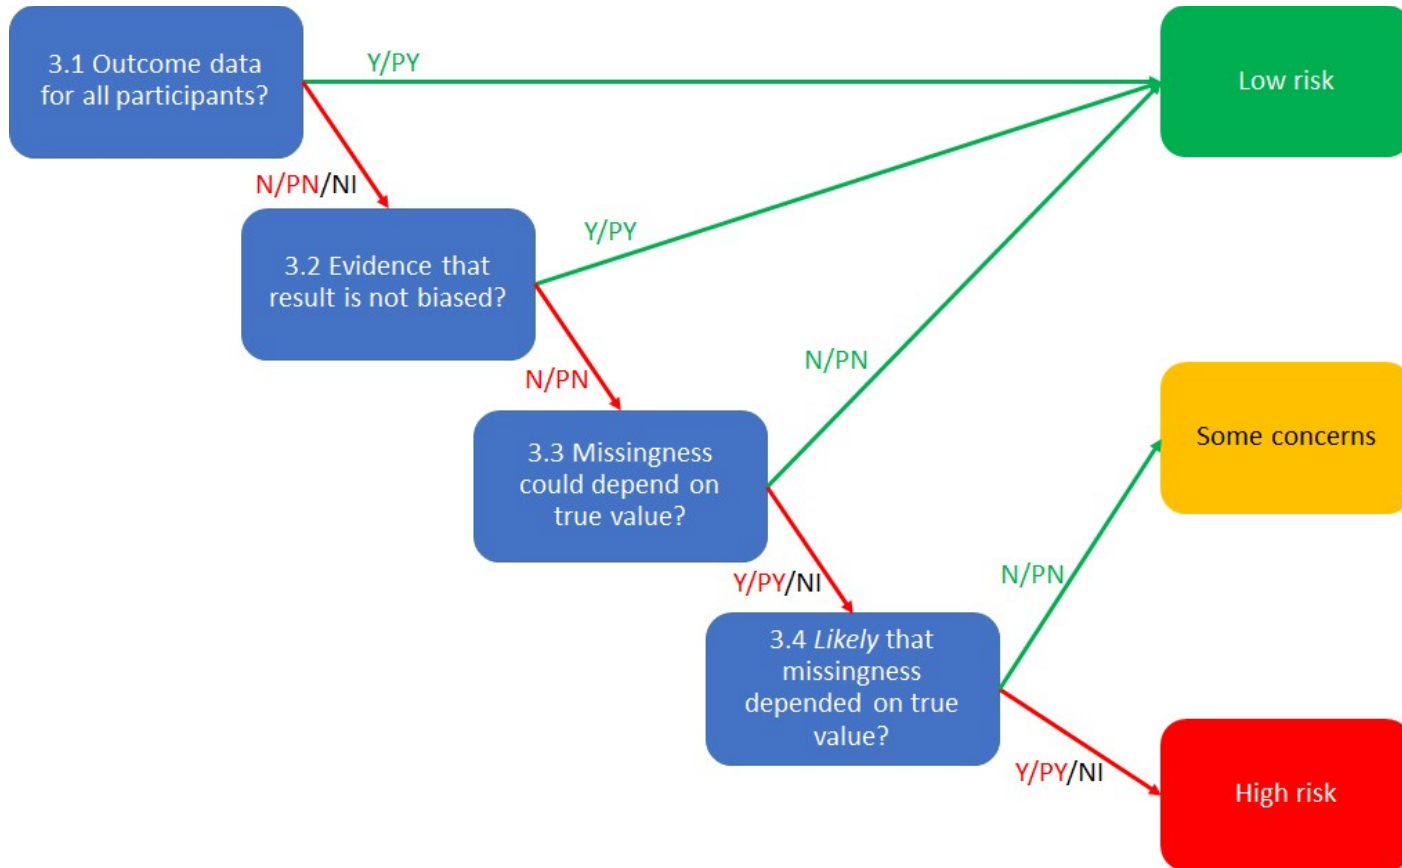 3.1 Outcome data
for all participants?
Y/PY
Low risk
N/PN/NI
3.2 Evidence that
result is not biased?
Y/PY
N/PN
N/PN
3.3 Missingness
could depend on
true value?
Some concerns
Y/PY/NI
N/PN
3.4 Likely that
missingness
depended on true
value?
Y/PY/NI
High risk